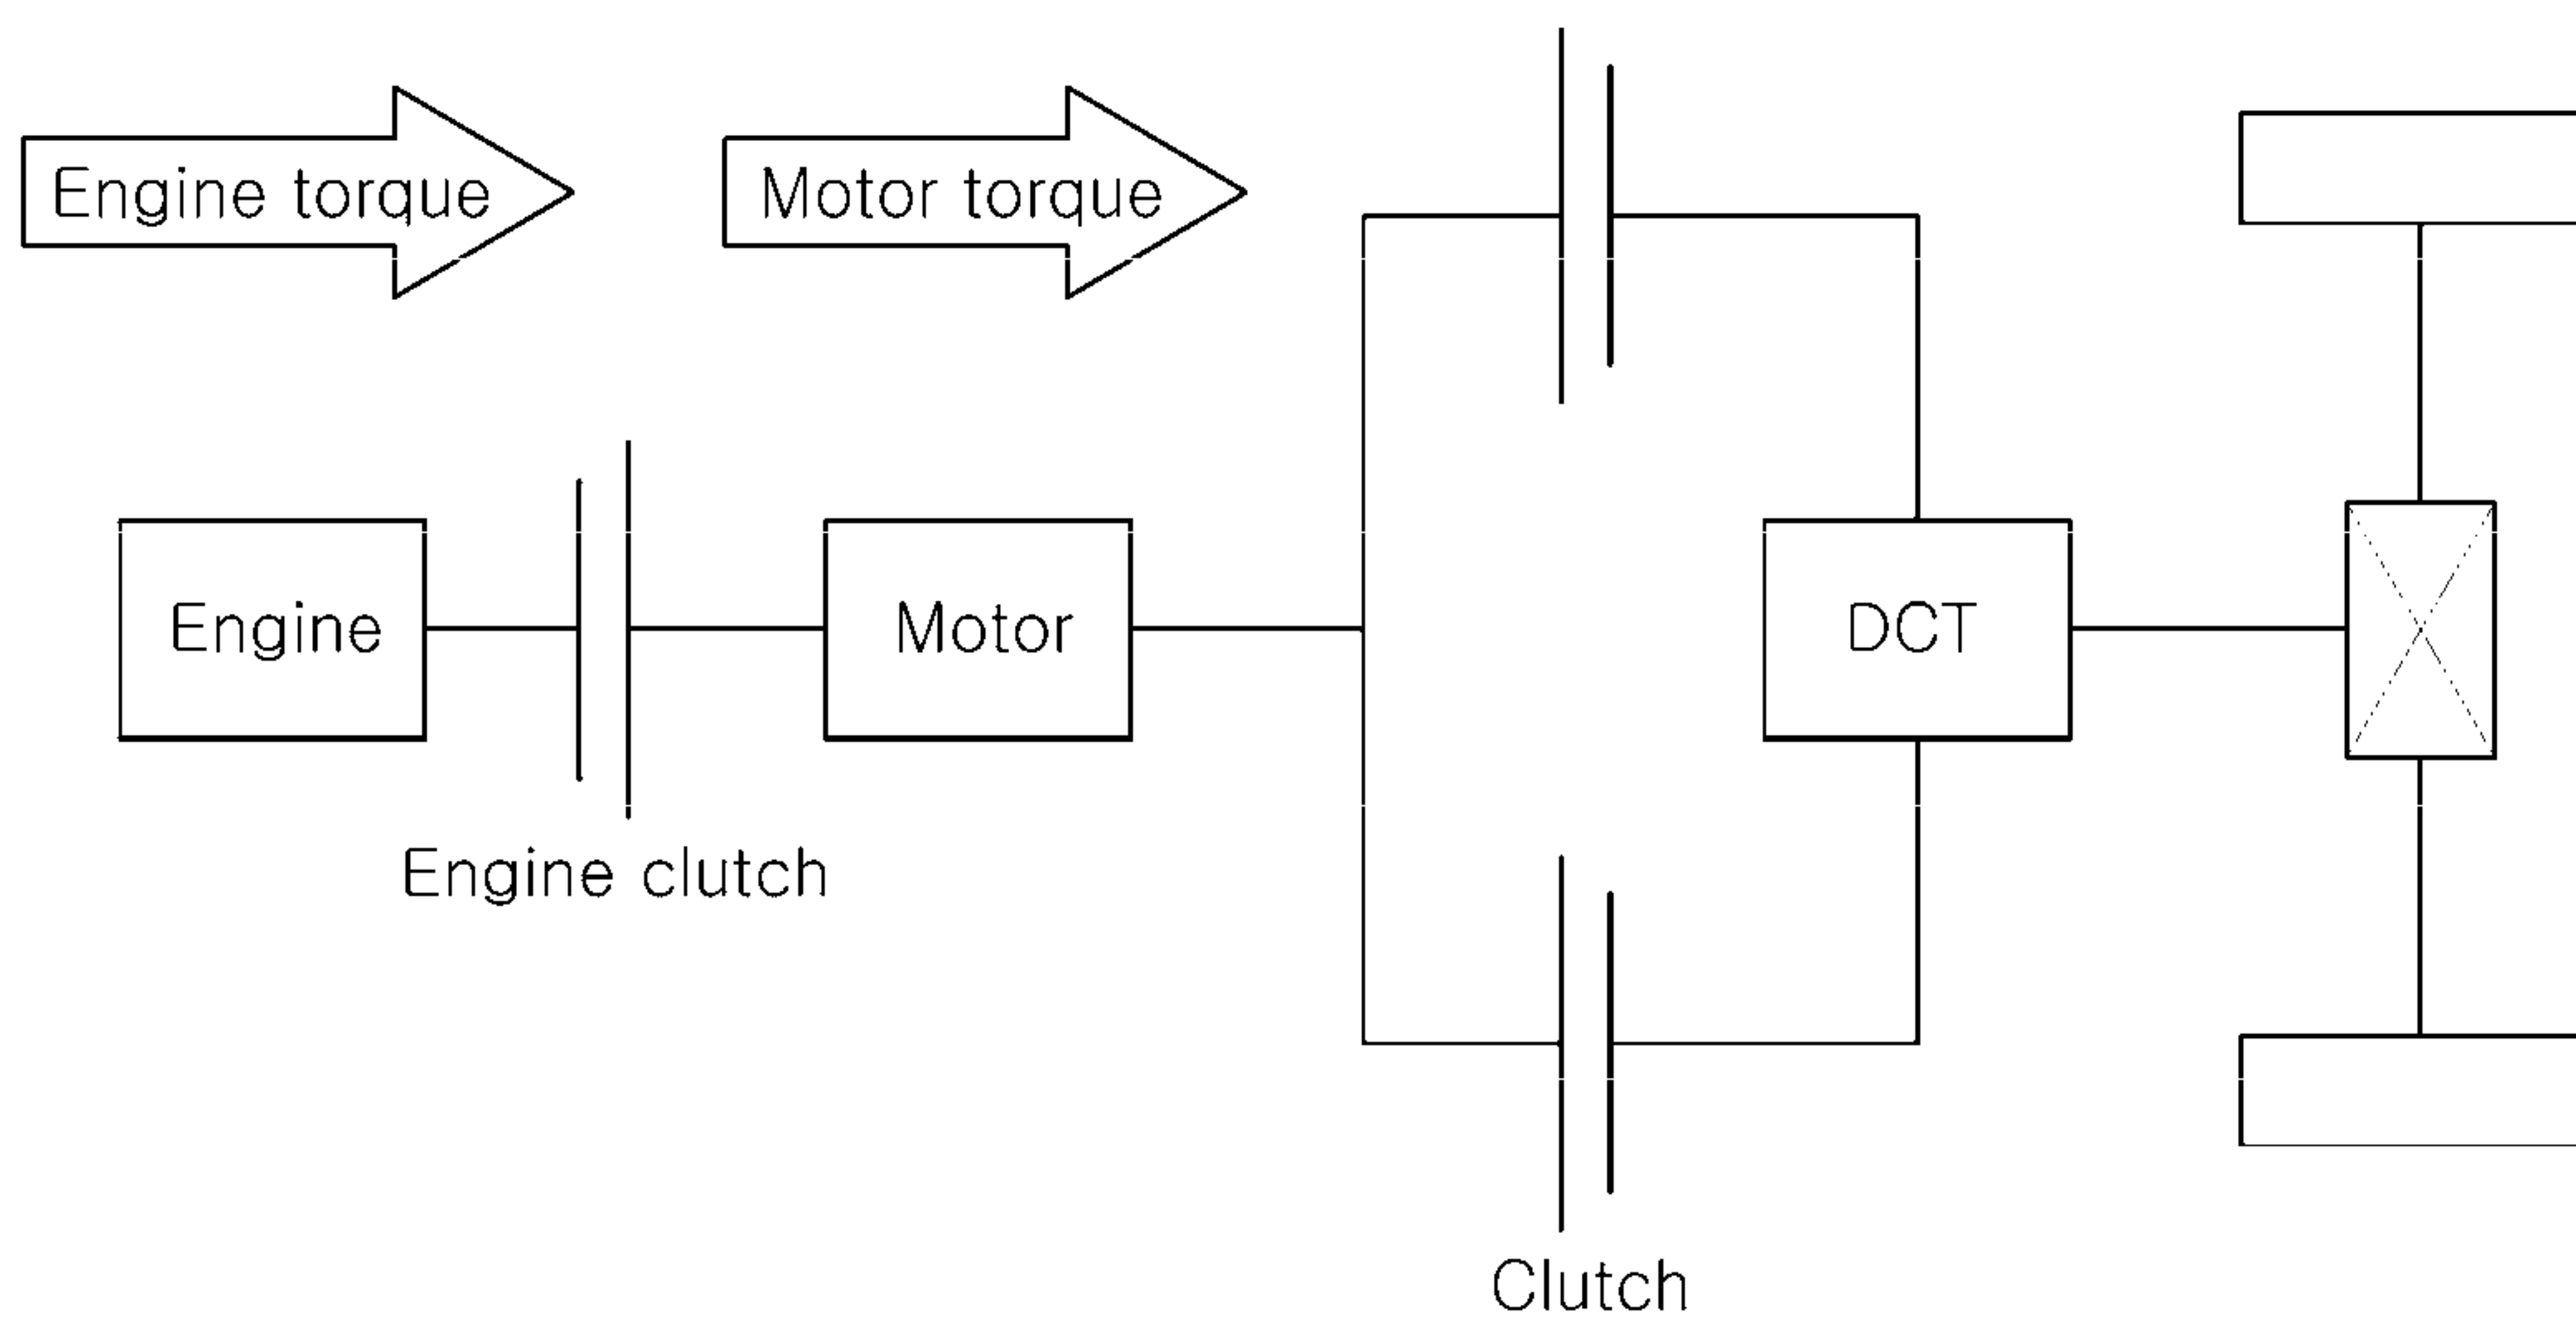 Engine torque
Motor torque
Engine
Motor
DCT
Engine clutch
Clutch